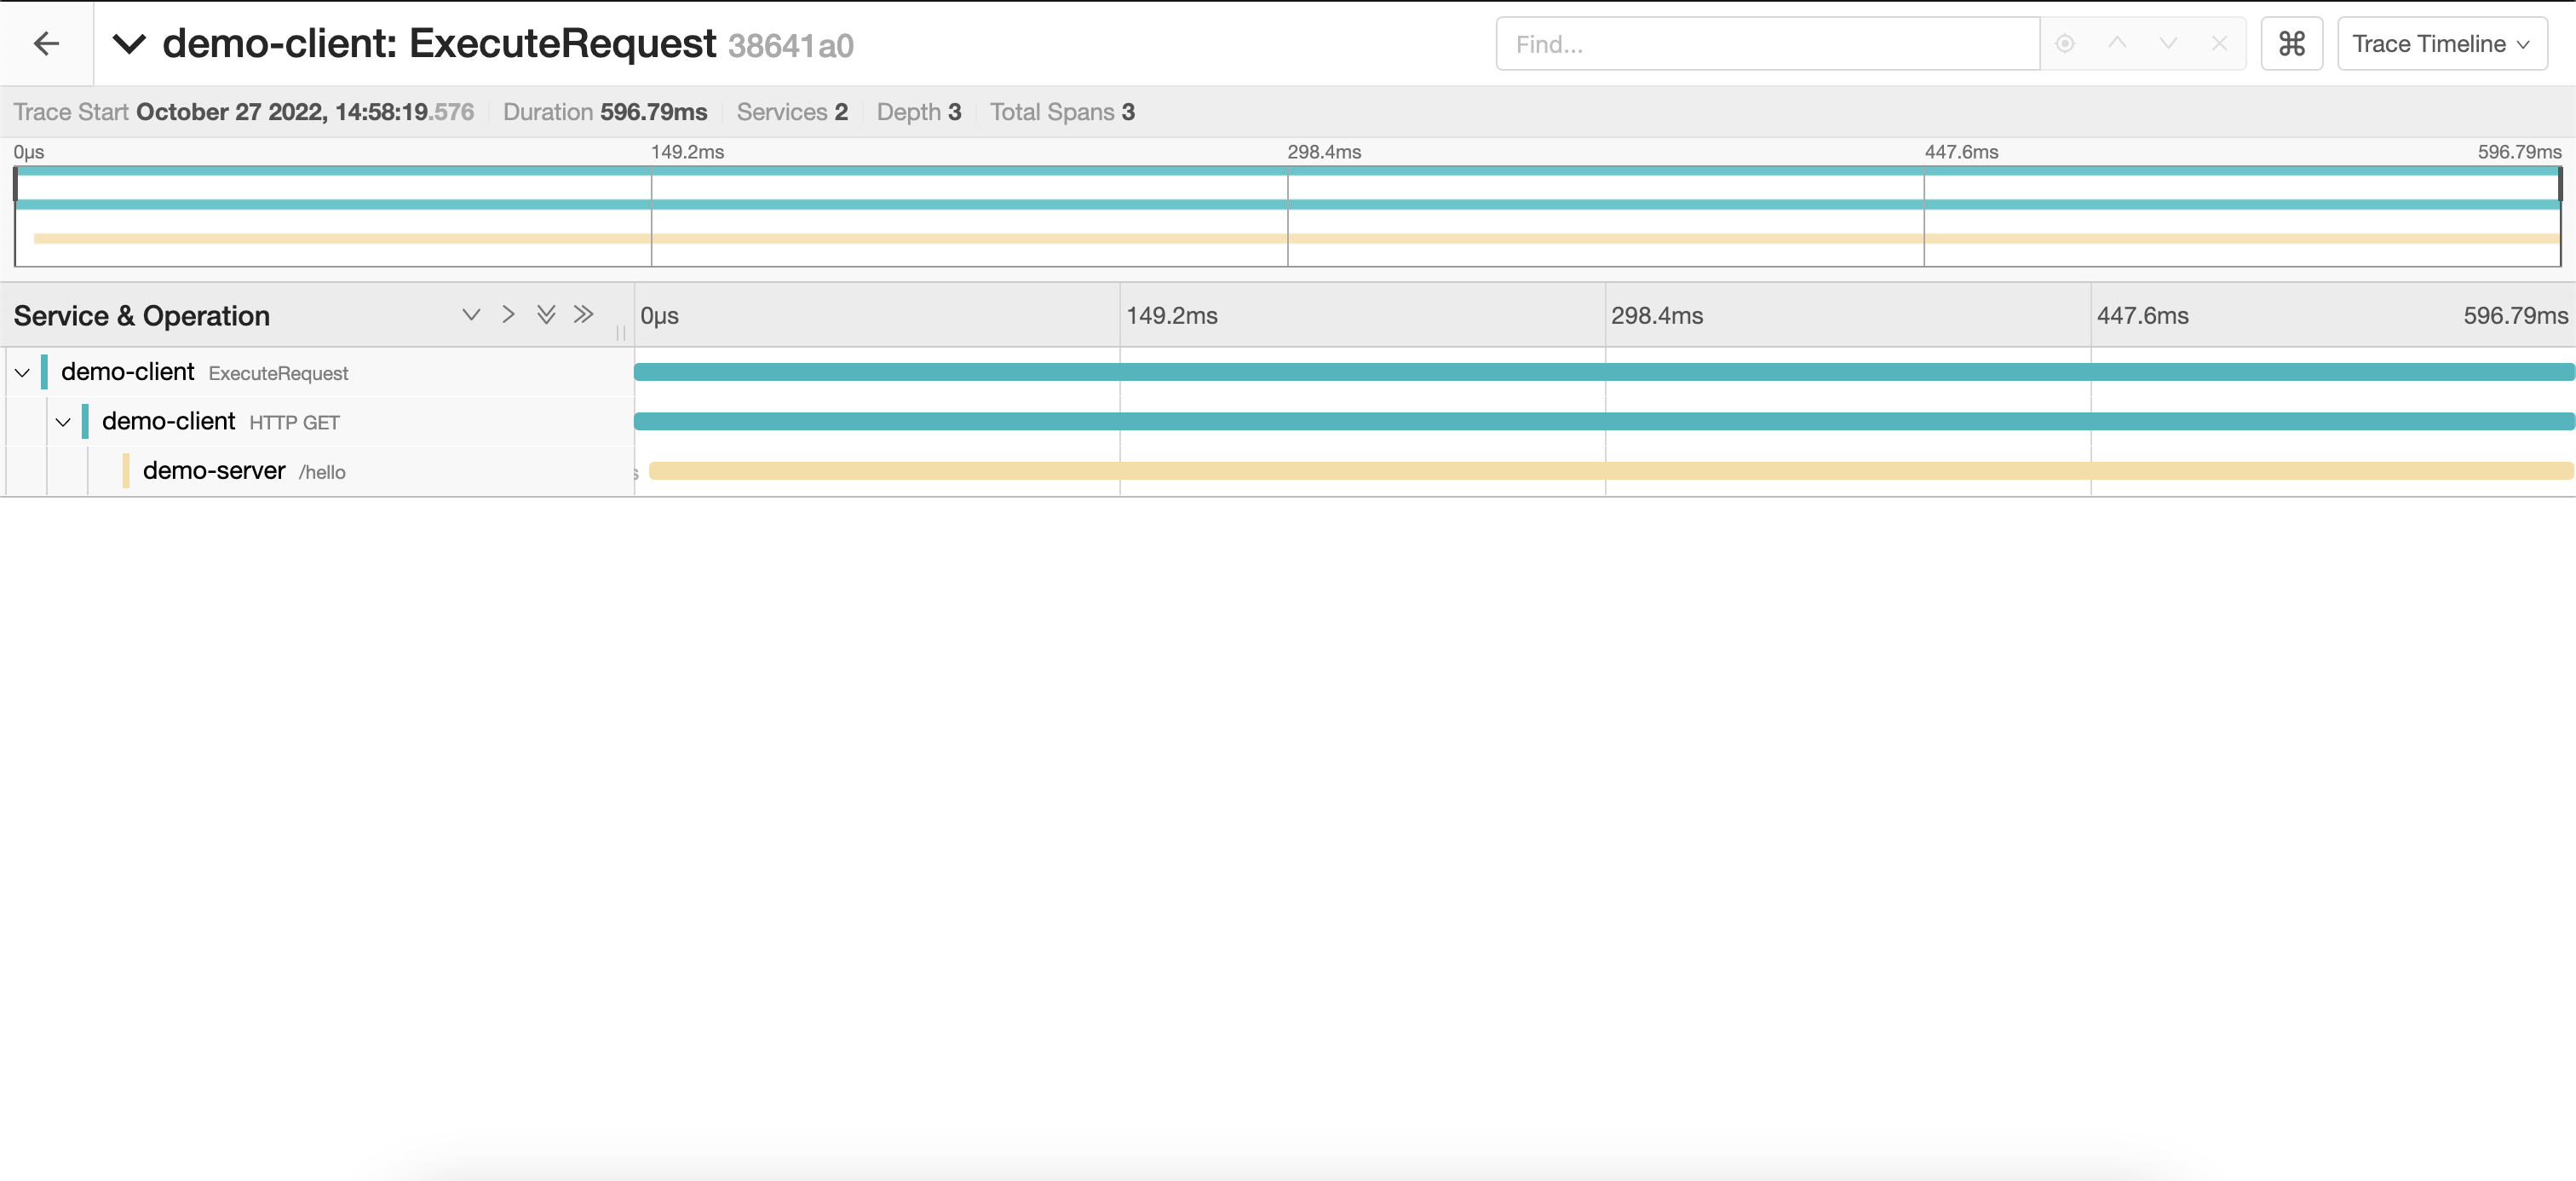 demo-client: ExecuteRequest 38641a0
Find...
⌘
Trace Timeline
Trace Start October 27 2022, 14:58:19.576 Duration 596.79ms Services 2 Depth 3 Total Spans 3
0μs 149.2ms 298.4ms 447.6ms 596.79ms
Service & Operation
0μs 149.2ms 298.4ms 447.6ms 596.79ms
demo-client ExecuteRequest
demo-client HTTP GET
demo-server /hello